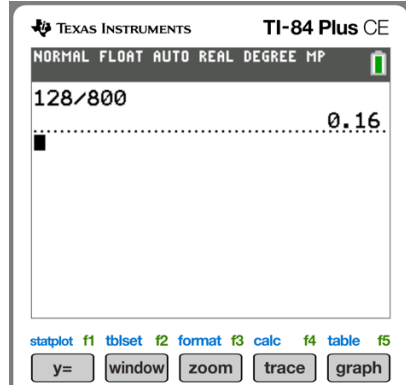 TEXAS INSTRUMENTS TI-84 Plus CE
NORMAL FLOAT AUTO REAL DEGREE MP
128/800
0.16
statplot f1 tblset f2 format f3 calc f4 table f5
y= window zoom trace graph